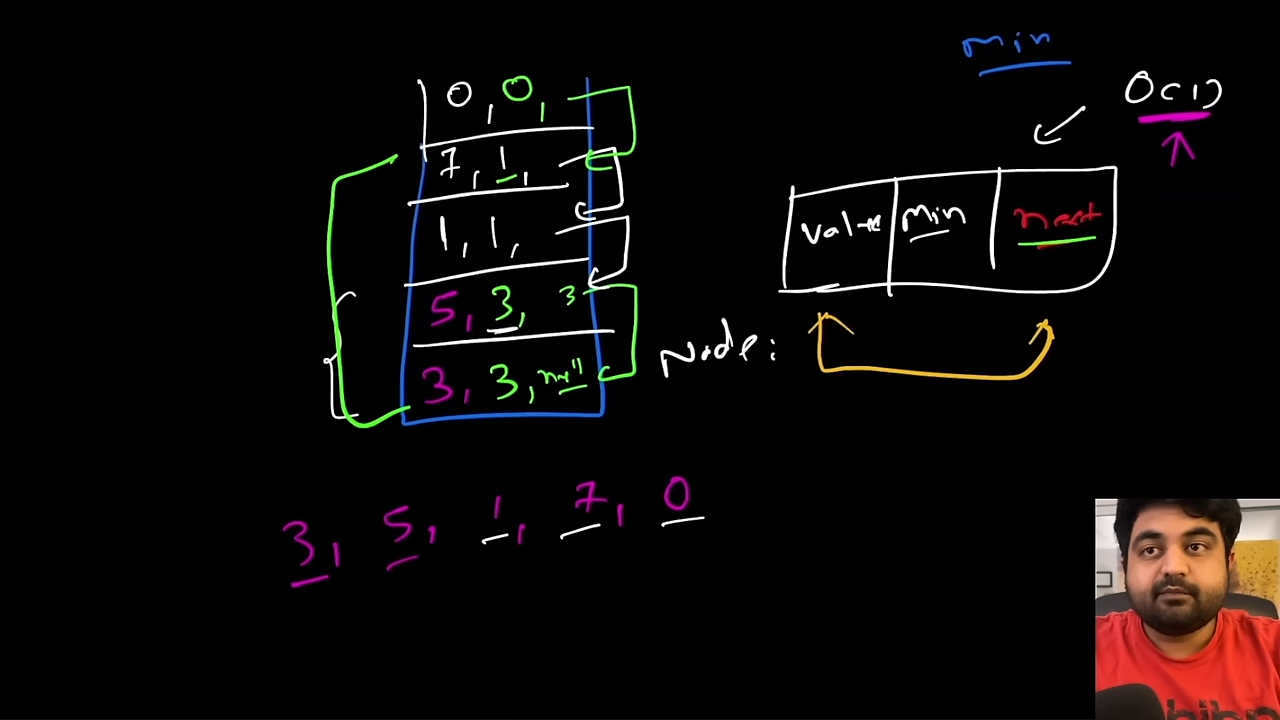 min
0, 0,
O(1)
7, 1,
1, 1,
value min next
5, 3, 3
Node:
3, 3, null
3, 5, 1, 7, 0